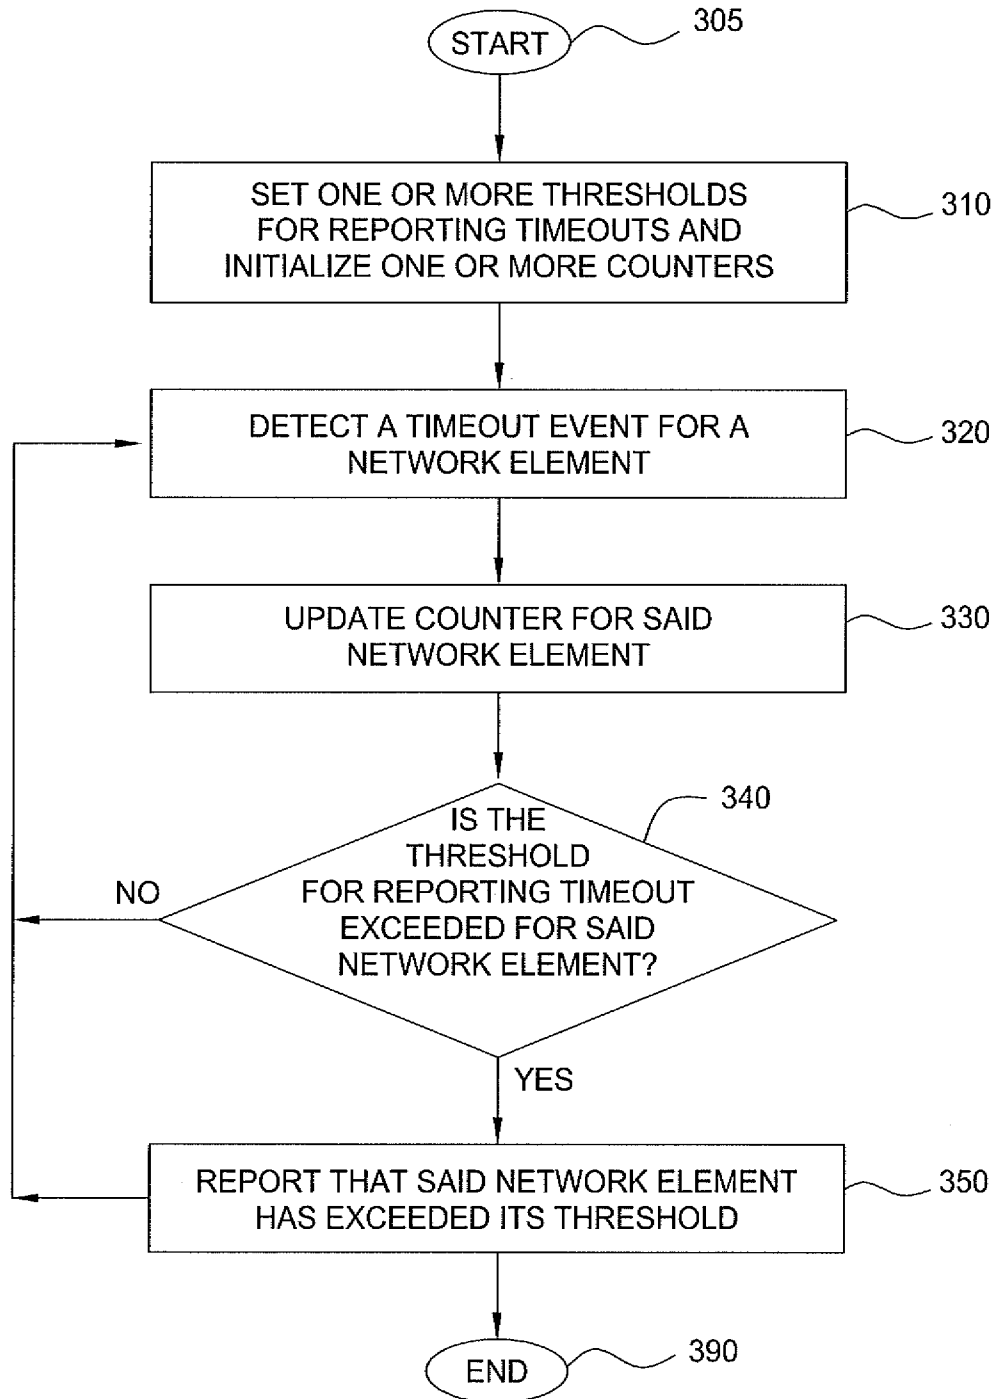 START
305
SET ONE OR MORE THRESHOLDS
FOR REPORTING TIMEOUTS AND
INITIALIZE ONE OR MORE COUNTERS
310
DETECT A TIMEOUT EVENT FOR A
NETWORK ELEMENT
320
UPDATE COUNTER FOR SAID
NETWORK ELEMENT
330
IS THE
THRESHOLD
FOR REPORTING TIMEOUT
EXCEEDED FOR SAID
NETWORK ELEMENT?
340
NO
YES
REPORT THAT SAID NETWORK ELEMENT
HAS EXCEEDED ITS THRESHOLD
350
END
390